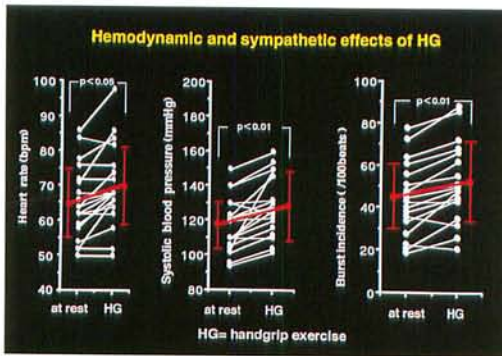 Hemodynamic and sympathetic effects of HG
Heart rate (bpm)
100
90
80
70
60
50
40
p<0.05
at rest HG
Systolic blood pressure (mmHg)
200
180
160
140
120
100
80
p<0.01
at rest HG
Burst incidence (/100beats)
100
80
60
40
20
0
p<0.01
at rest HG
HG= handgrip exercise